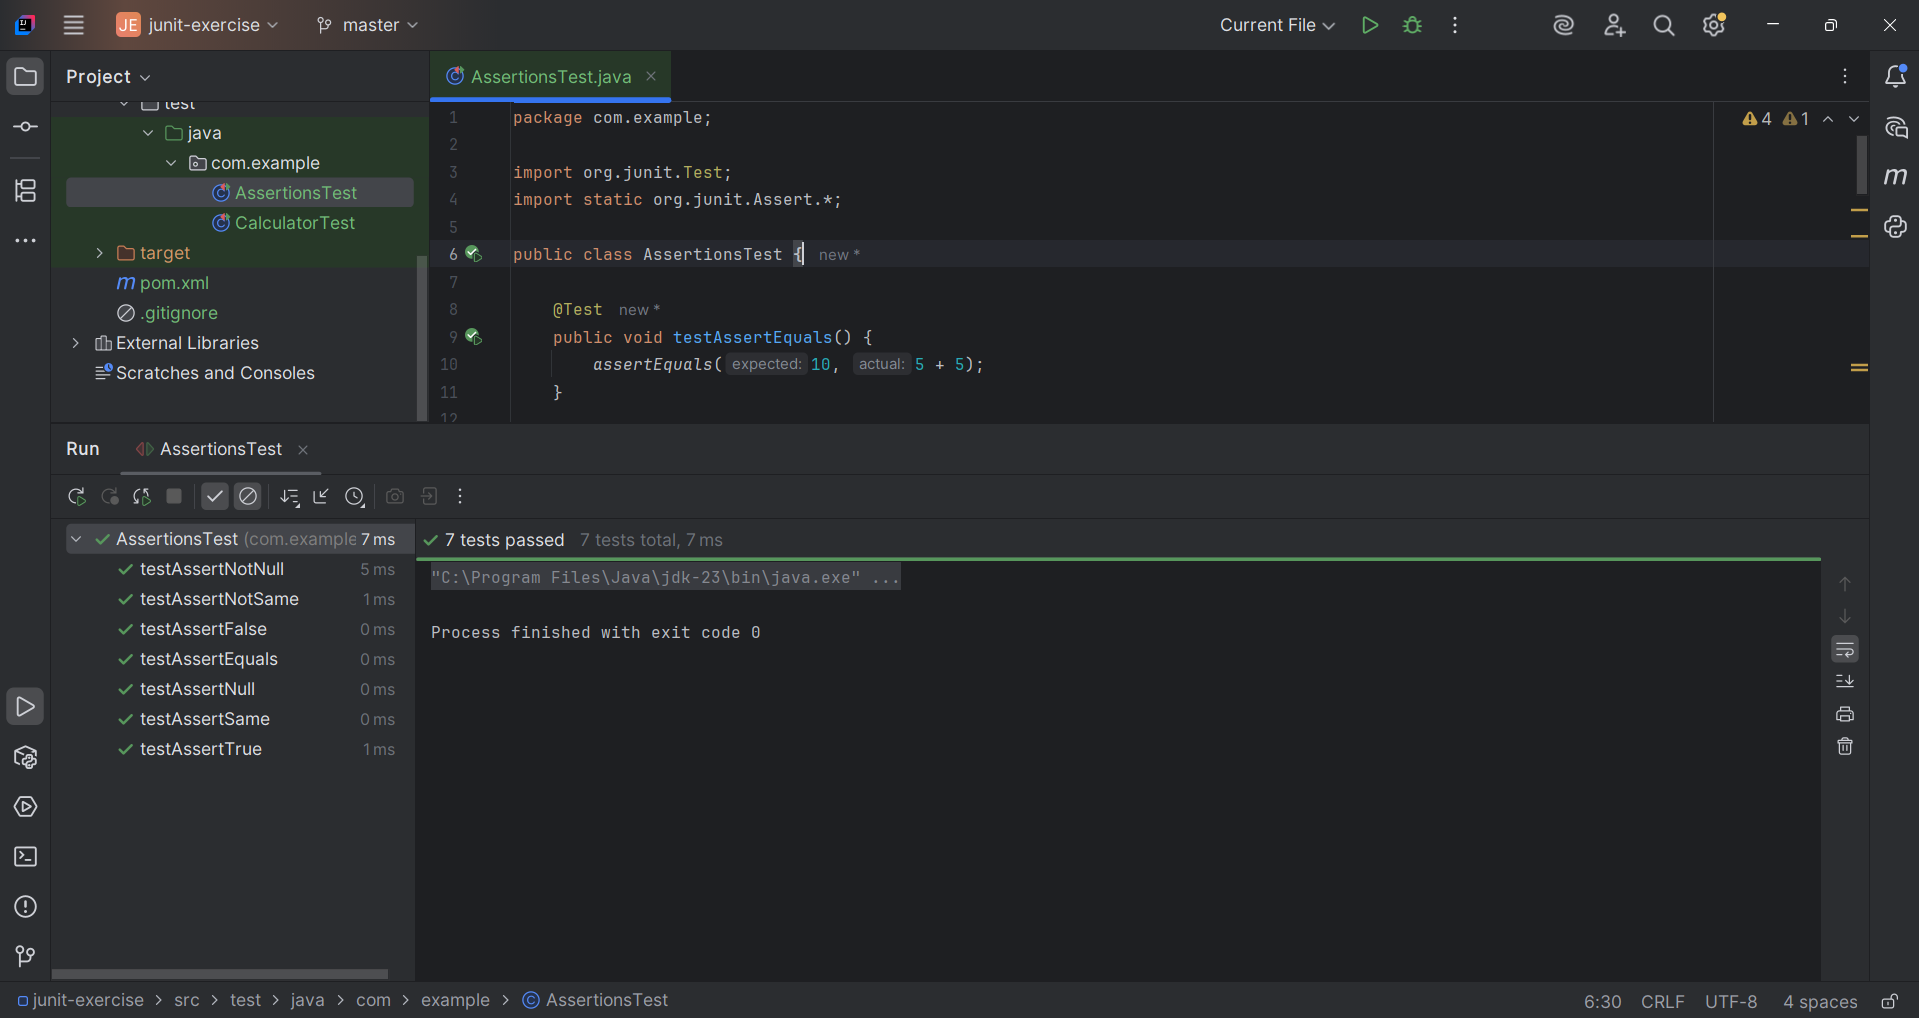 JE junit-exercise master Current File
Project
AssertionsTest.java
test
java
com.example
AssertionsTest
CalculatorTest
target
m pom.xml
.gitignore
External Libraries
Scratches and Consoles
4 1
1 package com.example;
2
3 import org.junit.Test;
4 import static org.junit.Assert.*;
5
6 public class AssertionsTest { new *
7
8 @Test new *
9 public void testAssertEquals() {
10 assertEquals( expected: 10, actual: 5 + 5);
11 }
12
m
Run AssertionsTest
AssertionsTest (com.example 7 ms
testAssertNotNull 5 ms
testAssertNotSame 1 ms
testAssertFalse 0 ms
testAssertEquals 0 ms
testAssertNull 0 ms
testAssertSame 0 ms
testAssertTrue 1 ms
7 tests passed 7 tests total, 7 ms
"C:\Program Files\Java\jdk-23\bin\java.exe" ...
Process finished with exit code 0
junit-exercise > src > test > java > com > example > AssertionsTest
6:30 CRLF UTF-8 4 spaces